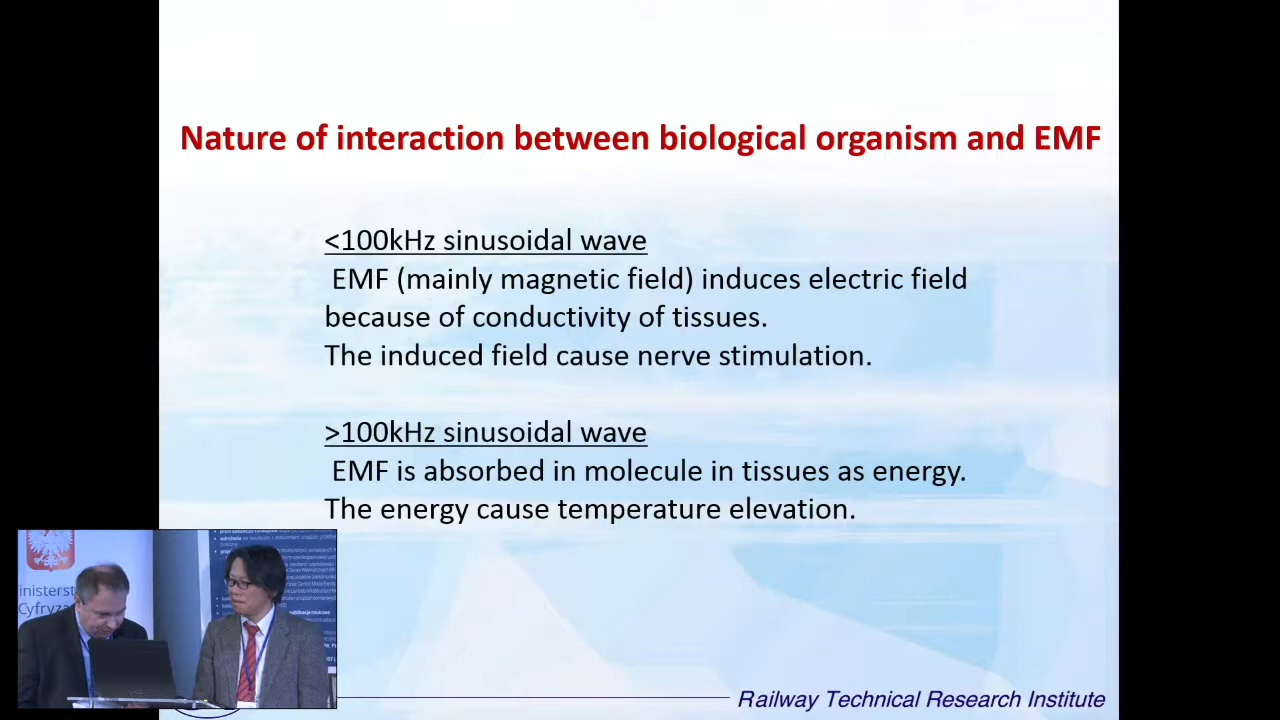 Nature of interaction between biological organism and EMF
<100kHz sinusoidal wave
EMF (mainly magnetic field) induces electric field
because of conductivity of tissues.
The induced field cause nerve stimulation.
>100kHz sinusoidal wave
EMF is absorbed in molecule in tissues as energy.
The energy cause temperature elevation.
inisterst
Cyfryza
Railway Technical Research Institute